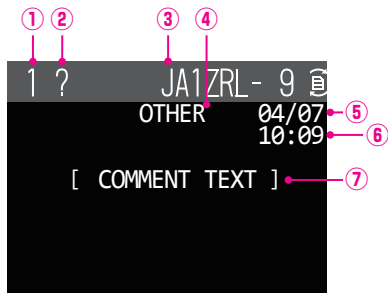 ① ② ③ ④
1 ? JA1ZRL- 9
OTHER 04/07 ⑤
10:09 ⑥
[ COMMENT TEXT ] ⑦